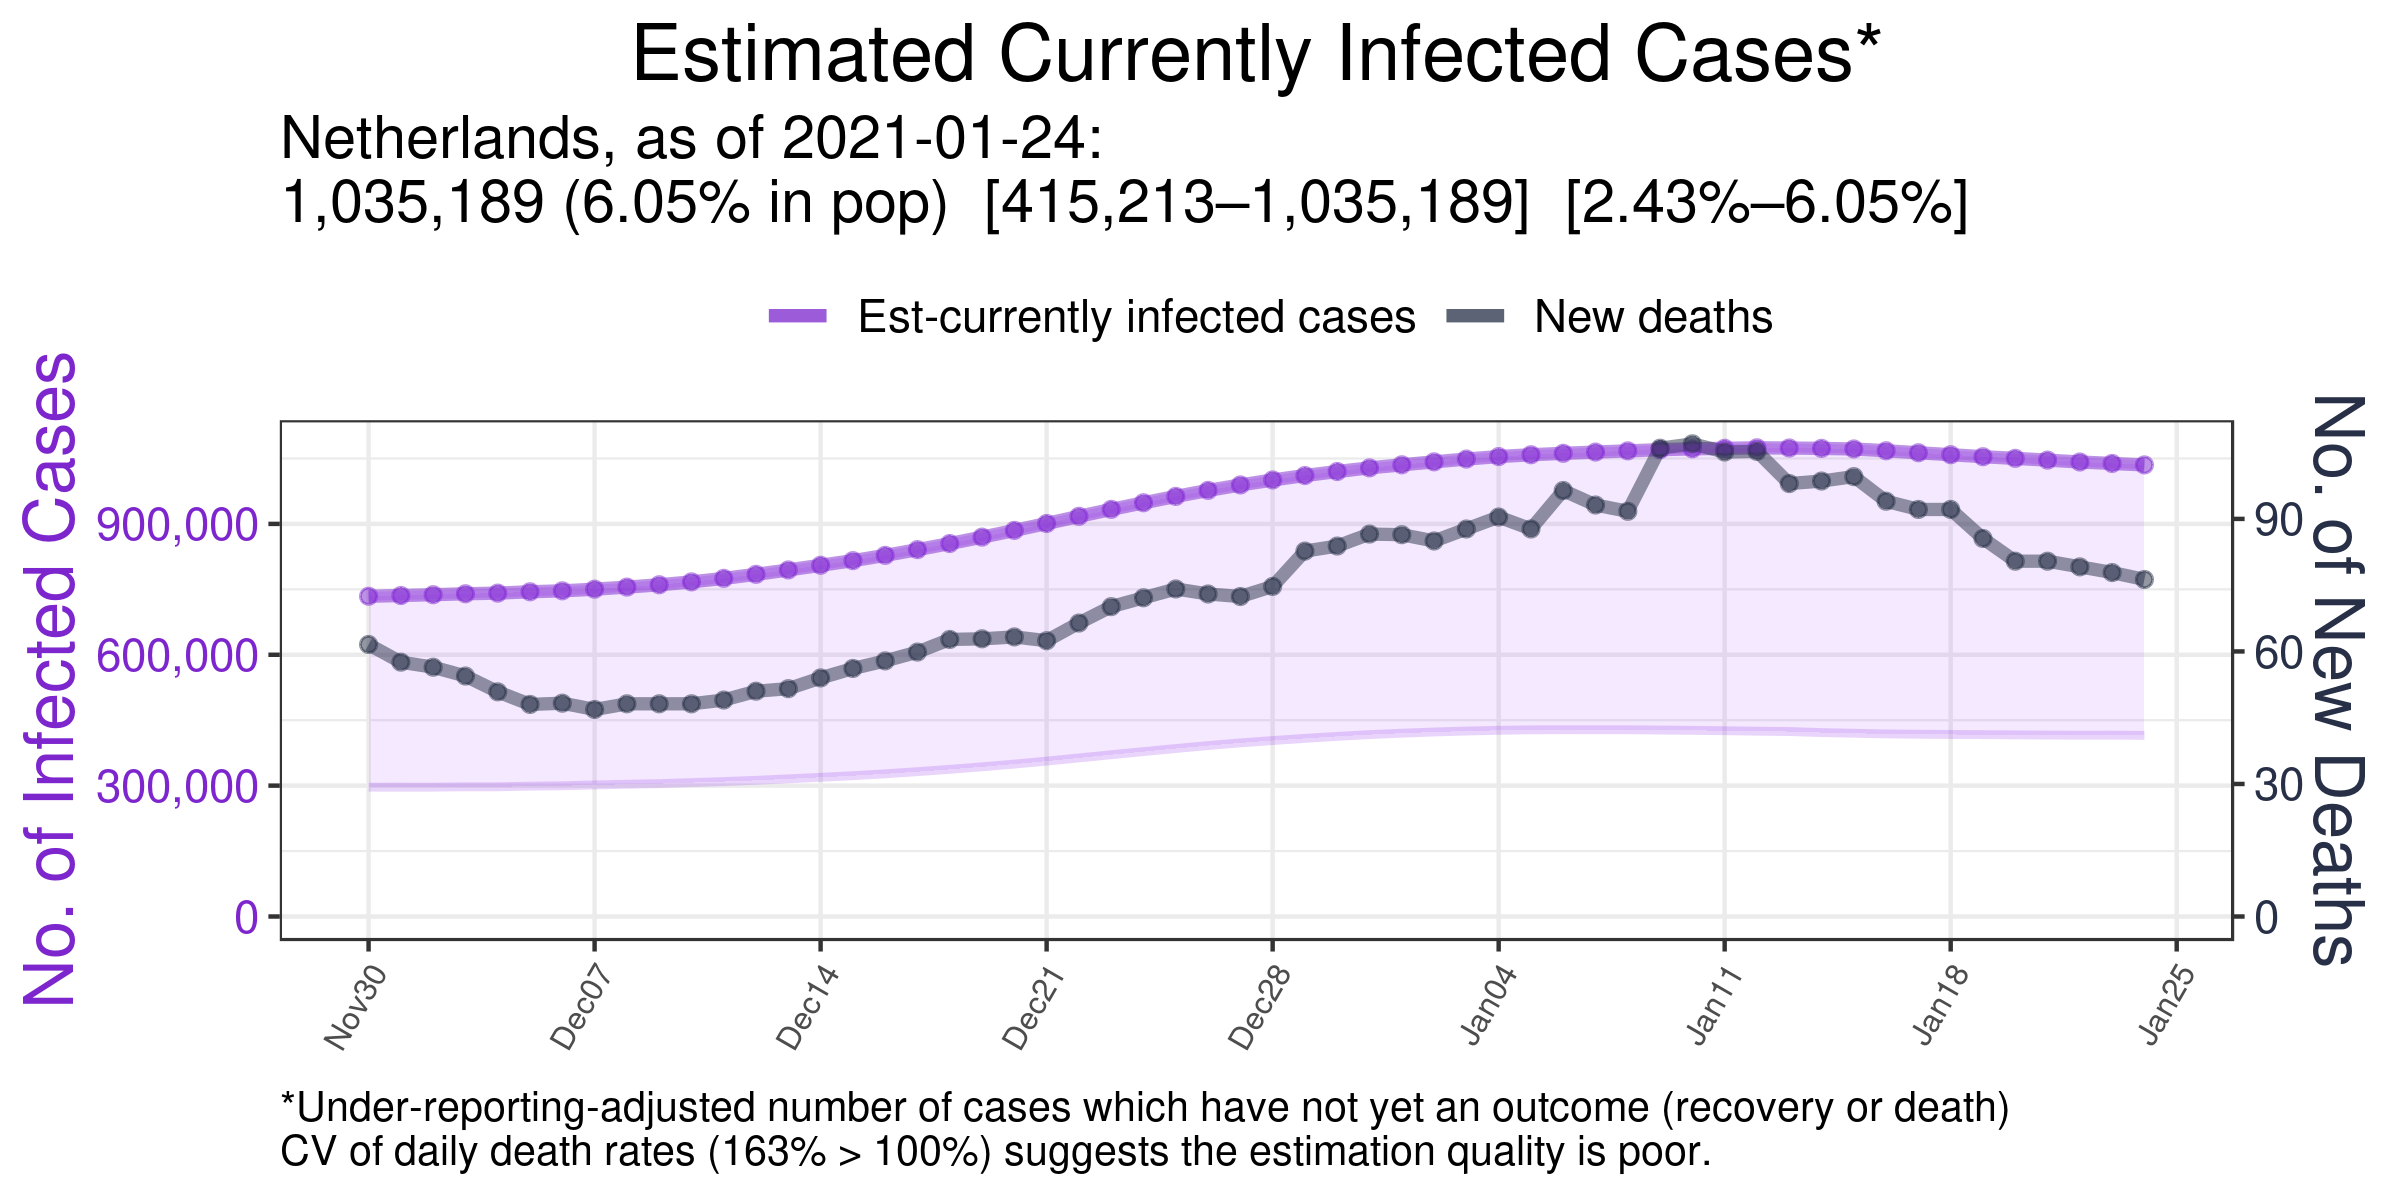 Estimated Currently Infected Cases*
Netherlands, as of 2021-01-24:
1,035,189 (6.05% in pop)  [415,213–1,035,189]  [2.43%–6.05%]
Est-currently infected cases
New deaths
No. of Infected Cases
900,000
600,000
300,000
0
90
60
30
0
No. of New Deaths
Nov30
Dec07
Dec14
Dec21
Dec28
Jan04
Jan11
Jan18
Jan25
*Under-reporting-adjusted number of cases which have not yet an outcome (recovery or death)
CV of daily death rates (163% > 100%) suggests the estimation quality is poor.